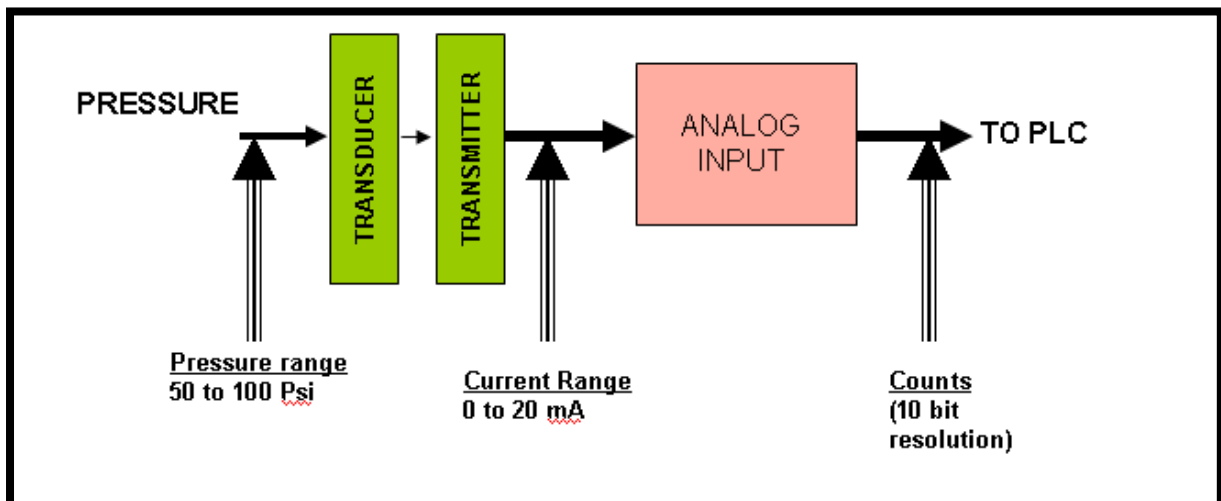 PRESSURE
TRANSDUCER
TRANSMITTER
ANALOG
INPUT
TO PLC
Pressure range
50 to 100 Psi
Current Range
0 to 20 mA
Counts
(10 bit
resolution)